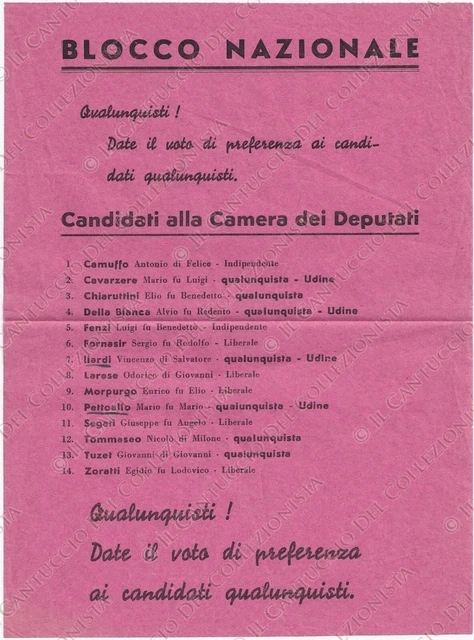 BLOCCO NAZIONALE
Qualunquisti !
Date il voto di preferenza ai candi-
dati qualunquisti.
Candidati alla Camera dei Deputati
1. Camuffo Antonio di Felice - Indipendente
2. Cavarzere Mario fu Luigi - qualunquista - Udine
3. Chiaruttini Elio fu Benedetto - qualunquista
4. Della Bianca Alvio fu Redento - qualunquista - Udine
5. Fenzi Luigi fu Benedetto - Indipendente
6. Fornasir Sergio fu Rodolfo - Liberale
7. Ilardi Vincenzo di Salvatore - qualunquista - Udine
8. Larese Odorico di Giovanni - Liberale
9. Morpurgo Enrico fu Elio - Liberale
10. Pettoello Mario fu Mario - qualunquista - Udine
11. Segeri Giuseppe fu Angelo - Liberale
12. Tommaseo Nicolò di Milone - qualunquista
13. Tuzet Giovanni di Giovanni - qualunquista
14. Zoratti Egidio fu Lodovico - Liberale
Qualunquisti !
Date il voto di preferenza
ai candidati qualunquisti.
© IL CANTUCCIO DEL COLLEZIONISTA